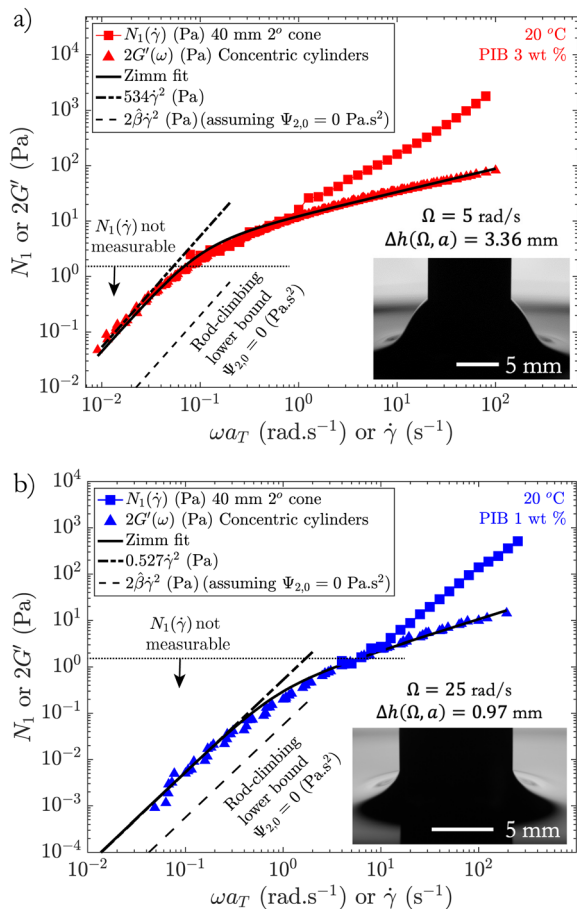 a)
N₁(γ̇) (Pa) 40 mm 2° cone
2G′(ω) (Pa) Concentric cylinders
Zimm fit
534γ̇² (Pa)
2β̂γ̇² (Pa) (assuming Ψ₂,₀ = 0 Pa.s²)
20 °C
PIB 3 wt %
10⁴
10³
10²
10¹
10⁰
10⁻¹
10⁻²
N₁ or 2G′ (Pa)
N₁(γ̇) not
measurable
Rod-climbing
lower bound
Ψ₂,₀ = 0 (Pa.s²)
Ω = 5 rad/s
Δh(Ω, a) = 3.36 mm
5 mm
10⁻² 10⁻¹ 10⁰ 10¹ 10²
ωa_T (rad.s⁻¹) or γ̇ (s⁻¹)
b)
N₁(γ̇) (Pa) 40 mm 2° cone
2G′(ω) (Pa) Concentric cylinders
Zimm fit
0.527γ̇² (Pa)
2β̂γ̇² (Pa) (assuming Ψ₂,₀ = 0 Pa.s²)
20 °C
PIB 1 wt %
10⁴
10³
10²
10¹
10⁰
10⁻¹
10⁻²
10⁻³
10⁻⁴
N₁ or 2G′ (Pa)
N₁(γ̇) not
measurable
Rod-climbing
lower bound
Ψ₂,₀ = 0 (Pa.s²)
Ω = 25 rad/s
Δh(Ω, a) = 0.97 mm
5 mm
10⁻¹ 10⁰ 10¹ 10²
ωa_T (rad.s⁻¹) or γ̇ (s⁻¹)